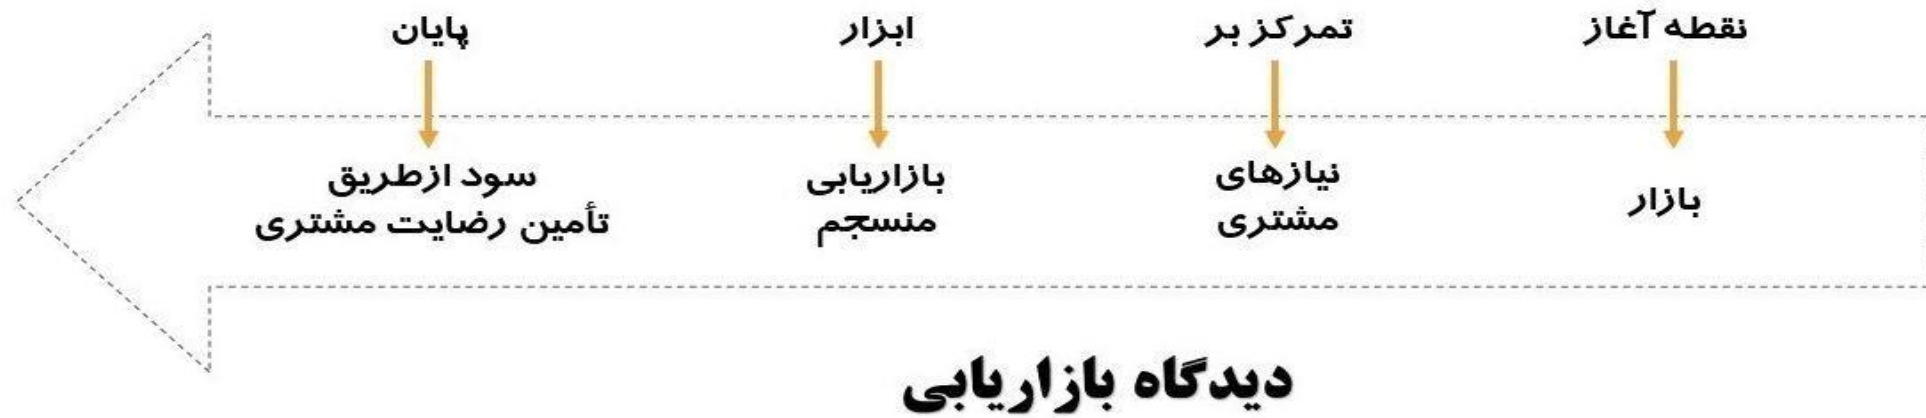 نقطه آغاز
تمرکز بر
ابزار
پایان
بازار
نیازهای
مشتری
بازاریابی
منسجم
سود ازطریق
تأمین رضایت مشتری
دیدگاه بازاریابی